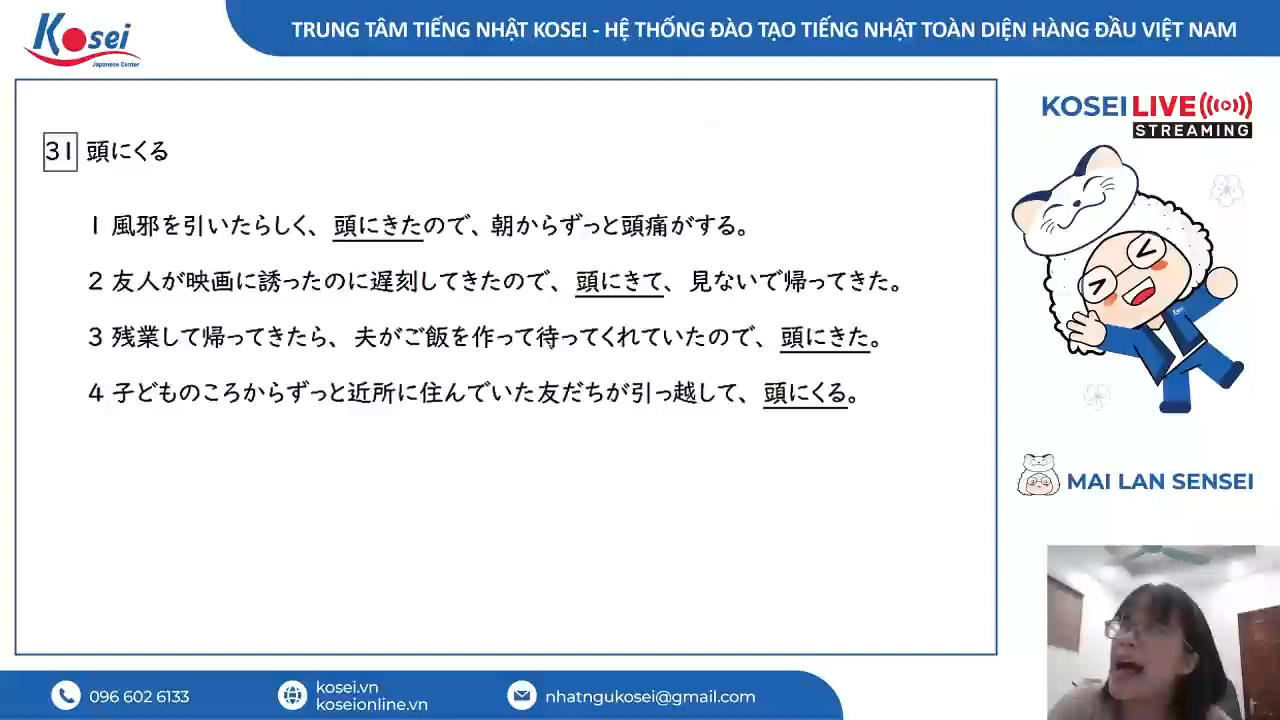 Kosei
Japanese Center
TRUNG TÂM TIẾNG NHẬT KOSEI - HỆ THỐNG ĐÀO TẠO TIẾNG NHẬT TOÀN DIỆN HÀNG ĐẦU VIỆT NAM
31 頭にくる
1 風邪を引いたらしく、頭にきたので、朝からずっと頭痛がする。
2 友人が映画に誘ったのに遅刻してきたので、頭にきて、見ないで帰ってきた。
3 残業して帰ってきたら、夫がご飯を作って待ってくれていたので、頭にきた。
4 子どものころからずっと近所に住んでいた友だちが引っ越して、頭にくる。
KOSEI LIVE
STREAMING
MAI LAN SENSEI
096 602 6133
kosei.vn
koseionline.vn
nhatngukosei@gmail.com